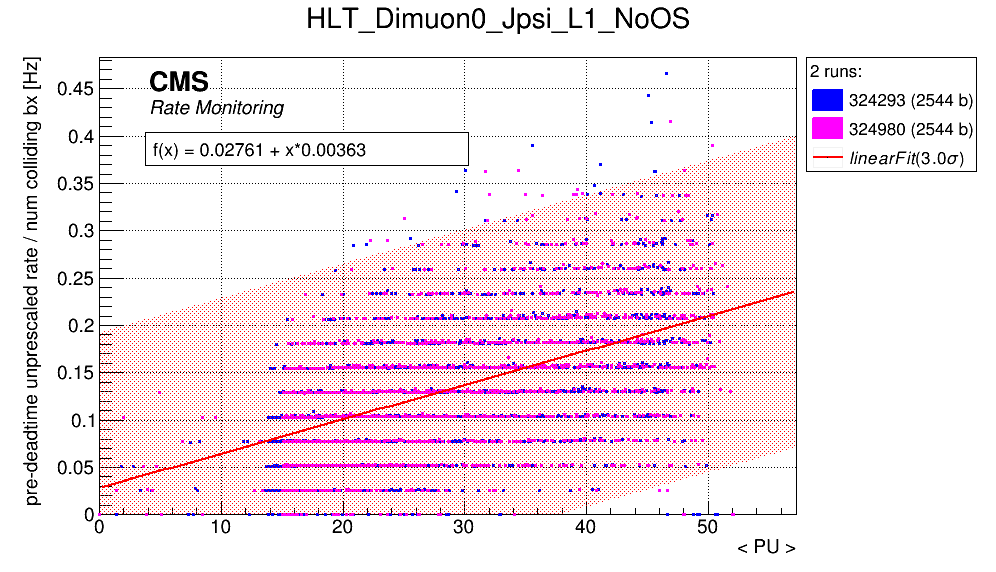 HLT_Dimuon0_Jpsi_L1_NoOS
pre-deadtime unprescaled rate / num colliding bx [Hz]
0.45
0.4
0.35
0.3
0.25
0.2
0.15
0.1
0.05
0
CMS
Rate Monitoring
f(x) = 0.02761 + x*0.00363
0 10 20 30 40 50
< PU >
2 runs:
324293 (2544 b)
324980 (2544 b)
linearFit(3.0σ)